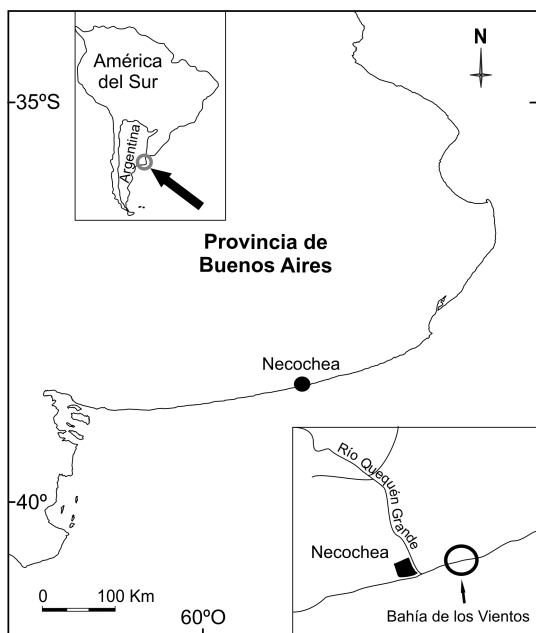 América
del Sur
Argentina
N
35ºS
Provincia de
Buenos Aires
Necochea
40º
0 100 Km
60ºO
Río Quequén Grande
Necochea
Bahía de los Vientos